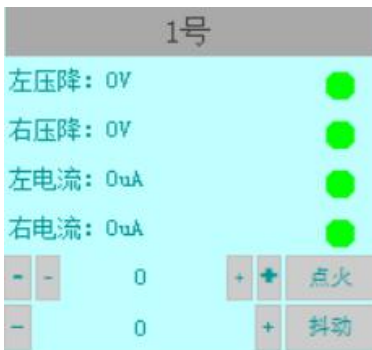 1号
左压降: 0V
右压降: 0V
左电流: 0uA
右电流: 0uA
- - 0 + + 点火
- 0 + 抖动